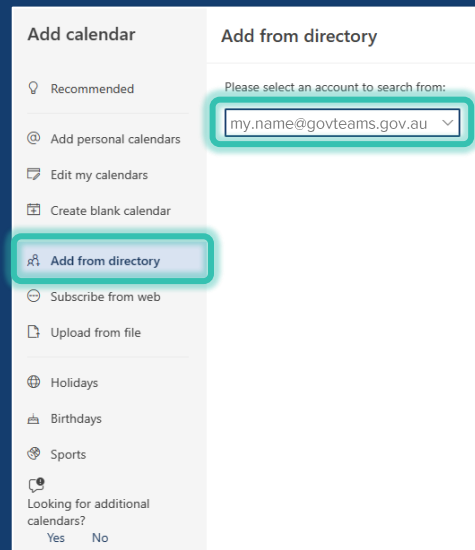 Add calendar
Recommended
Add personal calendars
Edit my calendars
Create blank calendar
Add from directory
Subscribe from web
Upload from file
Holidays
Birthdays
Sports
Looking for additional
calendars?
Yes No
Add from directory
Please select an account to search from:
my.name@govteams.gov.au